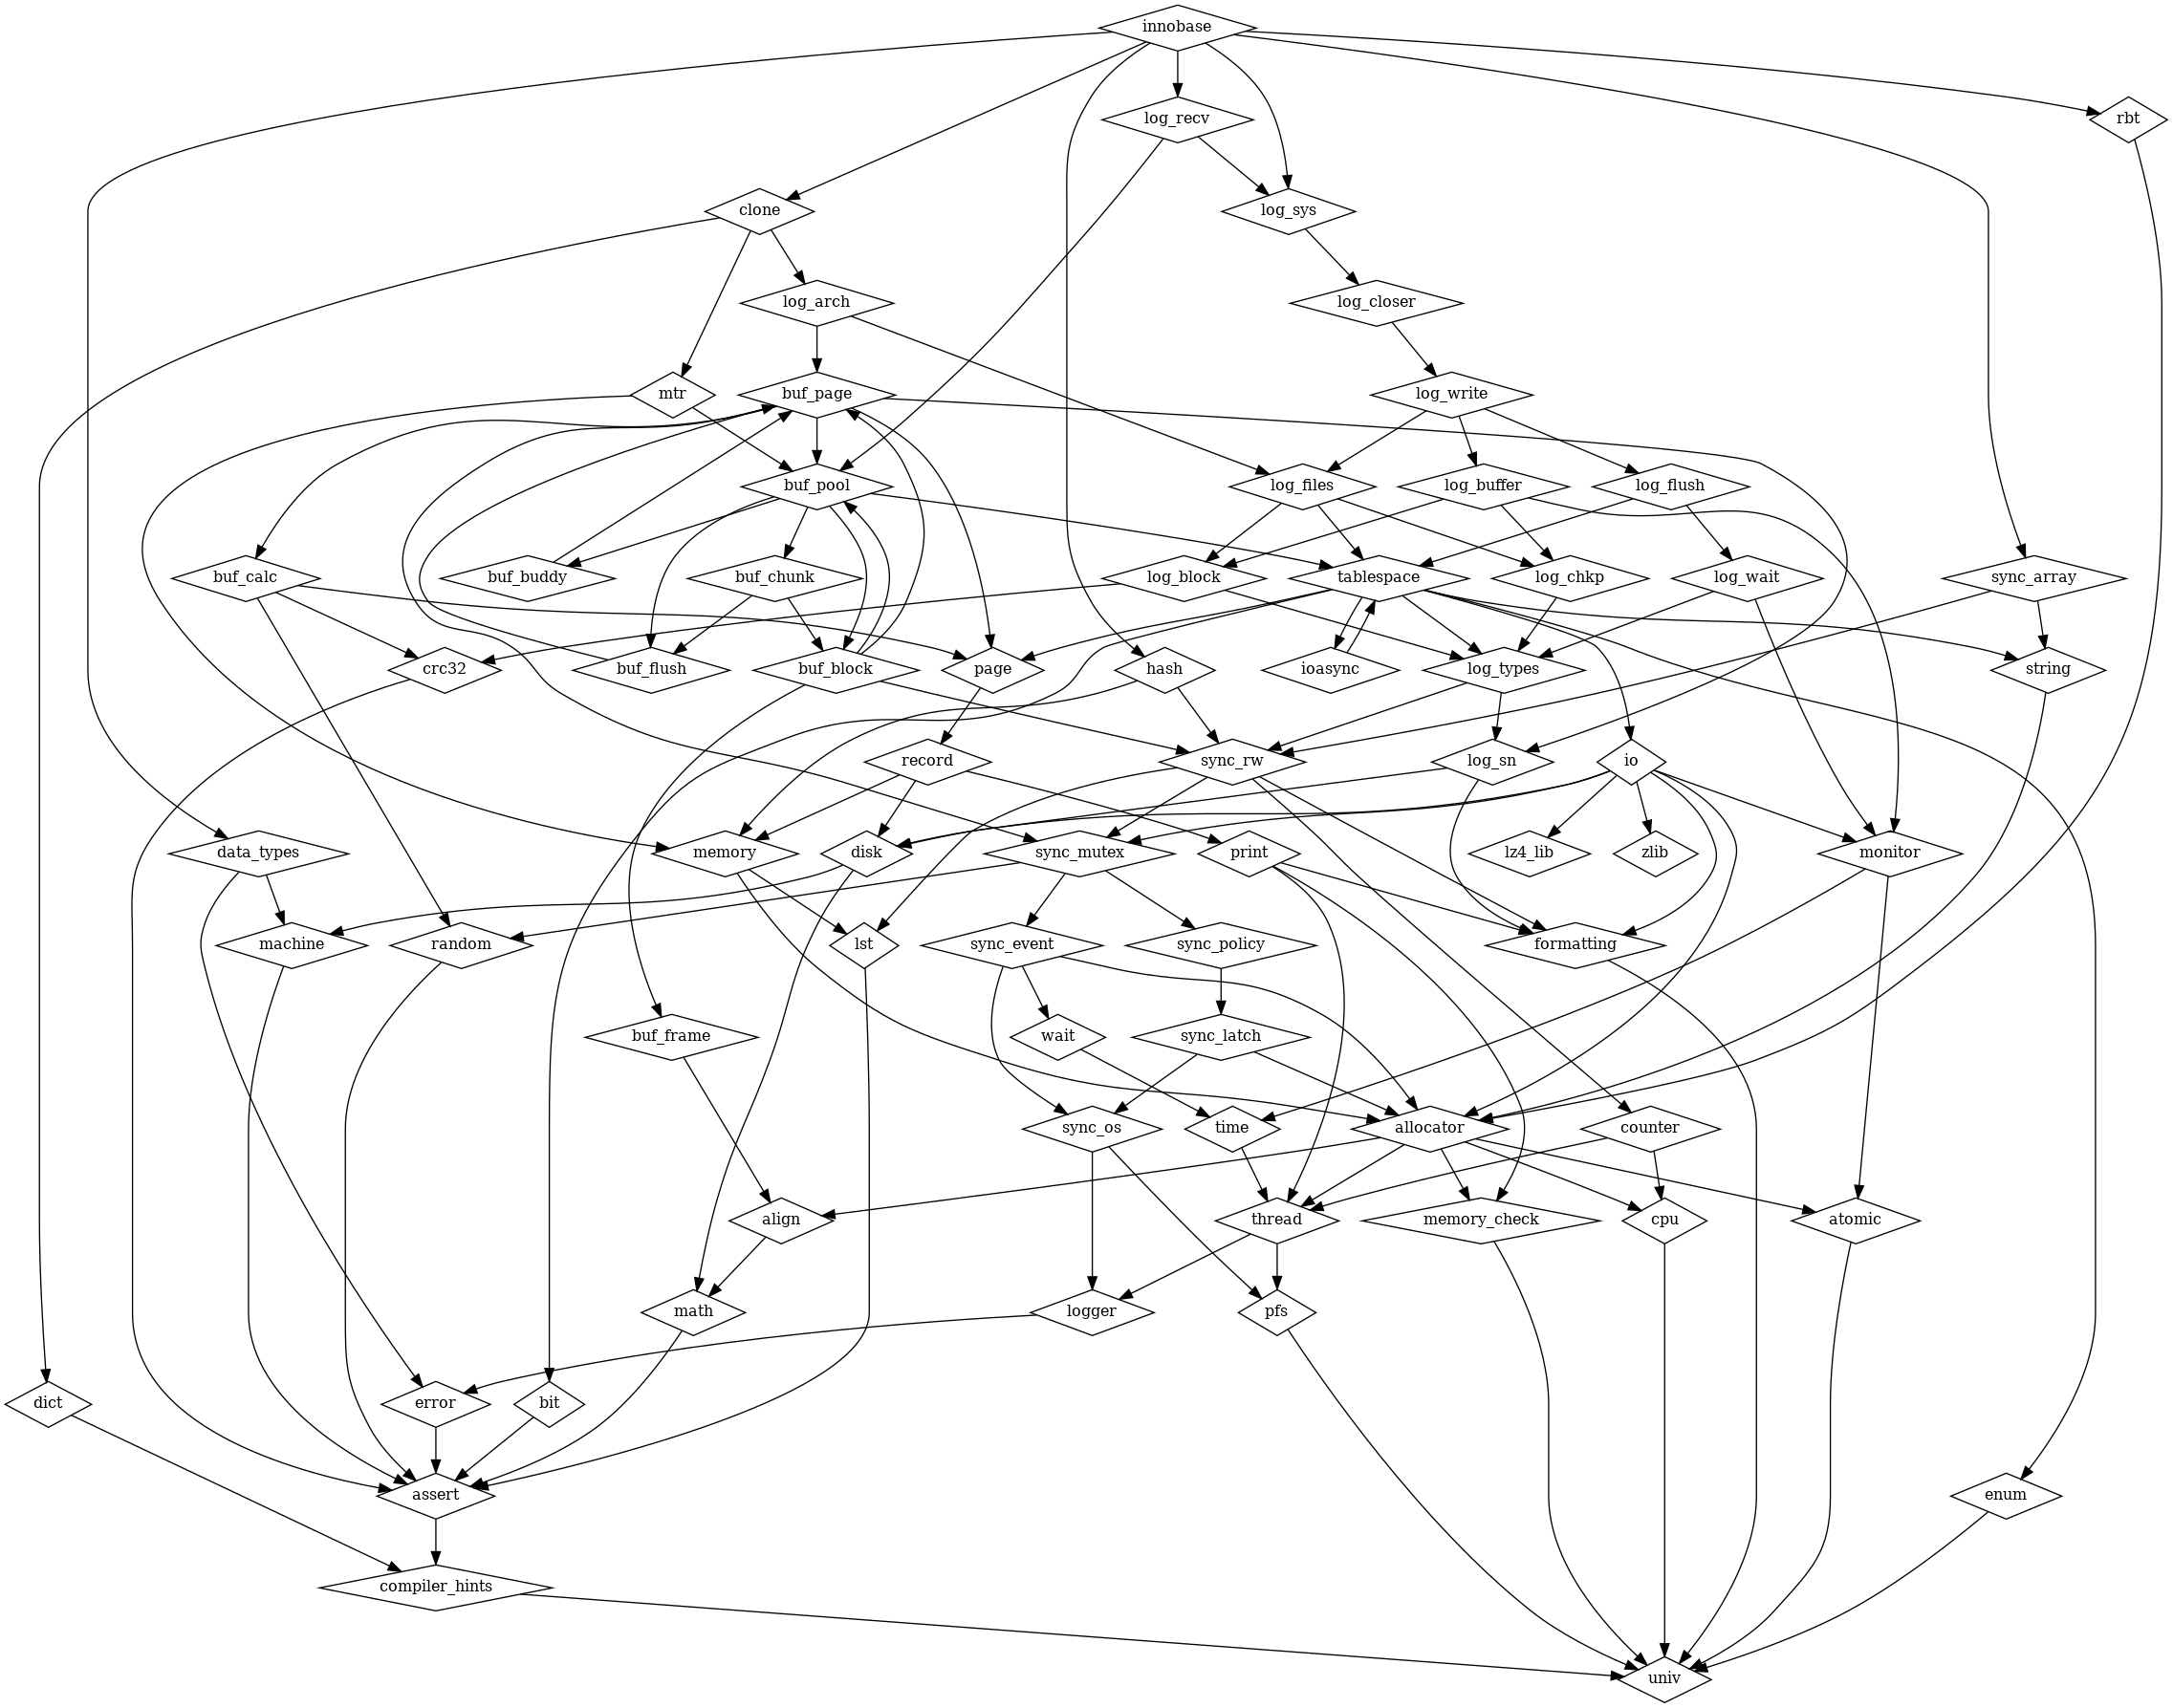 innobase
log_recv
rbt
clone
log_sys
log_arch
log_closer
mtr
buf_page
log_write
buf_pool
log_files
log_buffer
log_flush
buf_calc
buf_buddy
buf_chunk
log_block
tablespace
log_chkp
log_wait
sync_array
crc32
buf_flush
buf_block
page
hash
ioasync
log_types
string
record
sync_rw
log_sn
io
data_types
memory
disk
sync_mutex
print
lz4_lib
zlib
monitor
machine
random
lst
sync_event
sync_policy
formatting
buf_frame
wait
sync_latch
sync_os
time
allocator
counter
align
thread
memory_check
cpu
atomic
math
logger
pfs
dict
error
bit
assert
enum
compiler_hints
univ